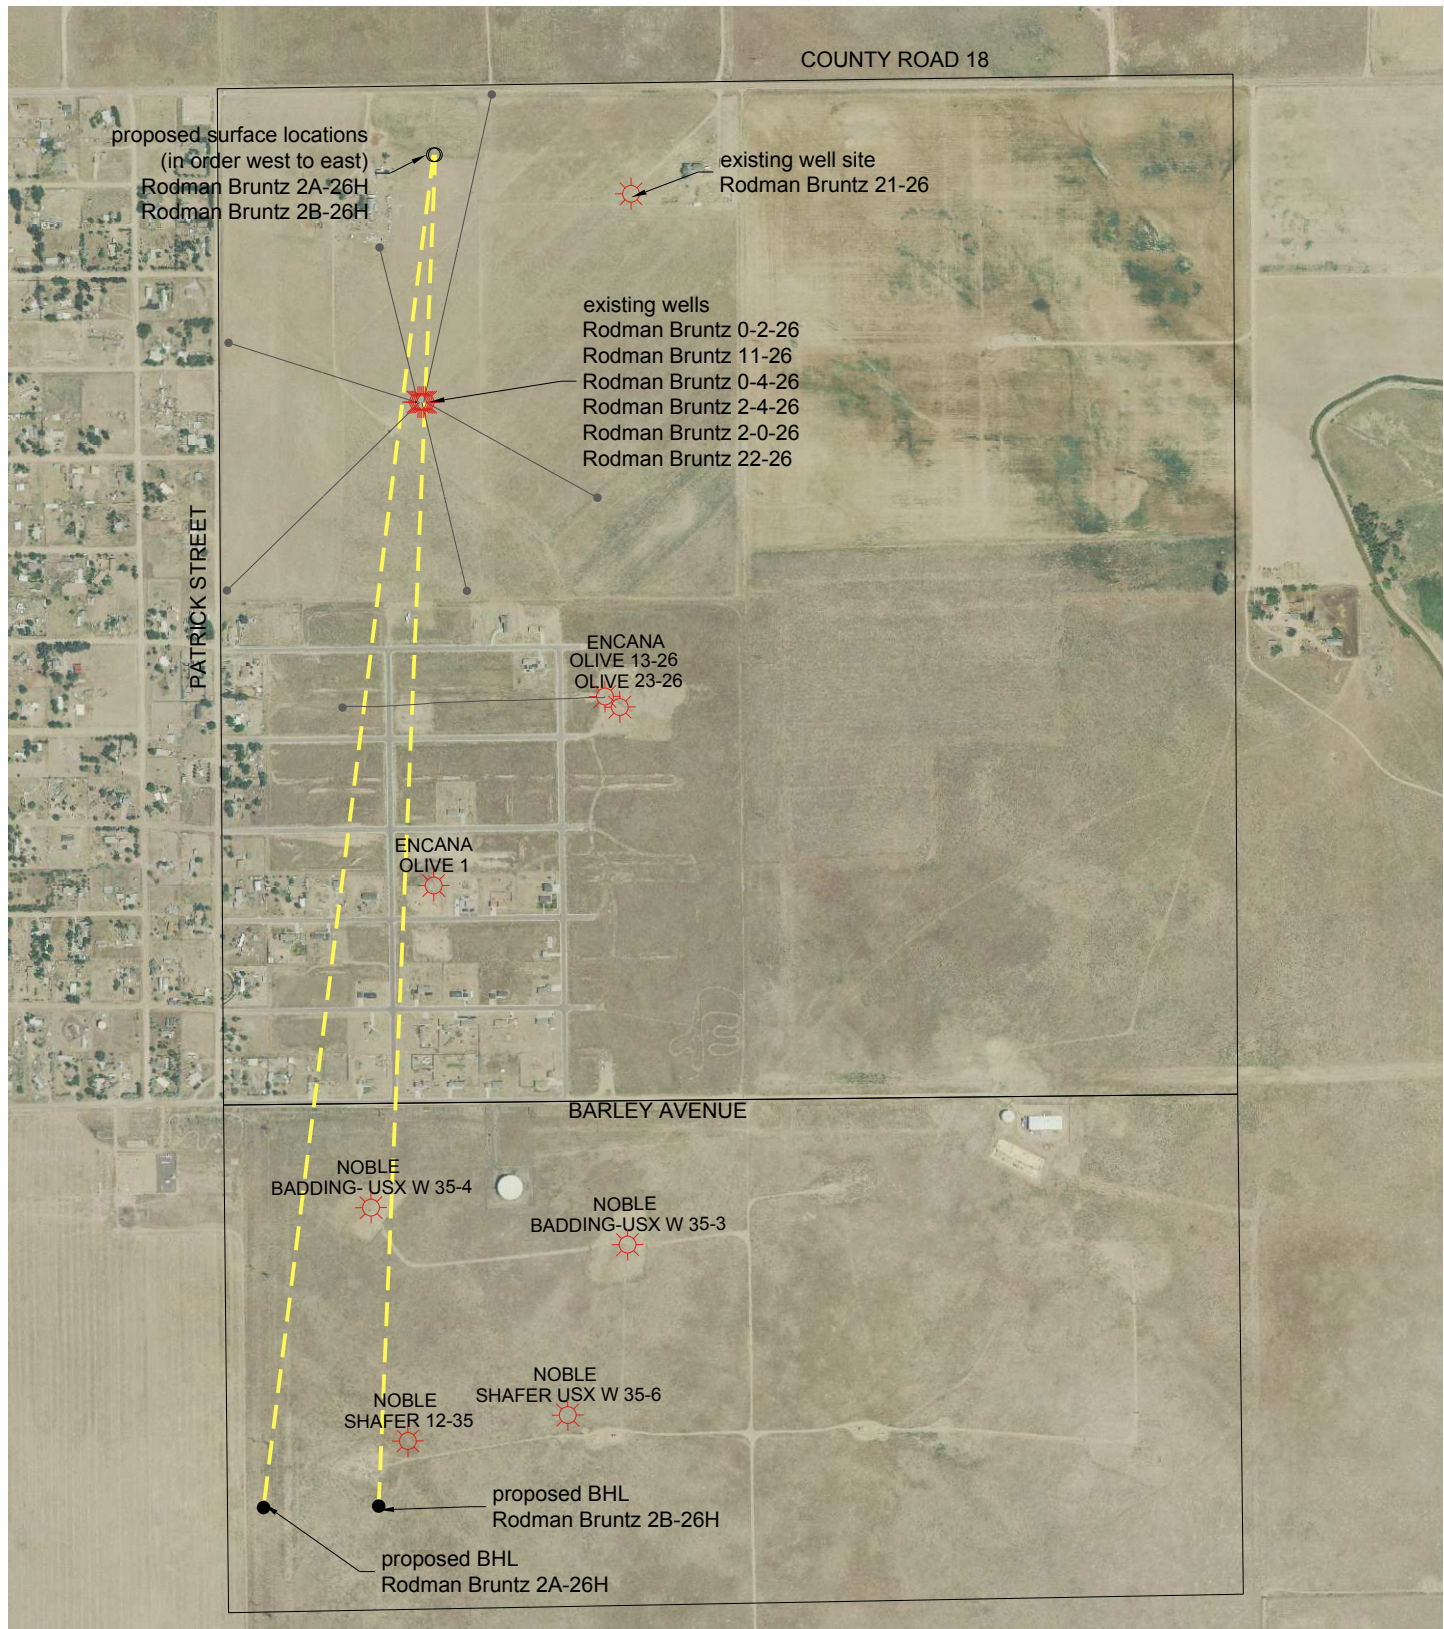 COUNTY ROAD 18
proposed surface locations
(in order west to east)
Rodman Bruntz 2A-26H
Rodman Bruntz 2B-26H
existing well site
Rodman Bruntz 21-26
existing wells
Rodman Bruntz 0-2-26
Rodman Bruntz 11-26
Rodman Bruntz 0-4-26
Rodman Bruntz 2-4-26
Rodman Bruntz 2-0-26
Rodman Bruntz 22-26
PATRICK STREET
ENCANA
OLIVE 13-26
OLIVE 23-26
ENCANA
OLIVE 1
BARLEY AVENUE
NOBLE
BADDING- USX W 35-4
NOBLE
BADDING-USX W 35-3
NOBLE
SHAFER USX W 35-6
NOBLE
SHAFER 12-35
proposed BHL
Rodman Bruntz 2B-26H
proposed BHL
Rodman Bruntz 2A-26H